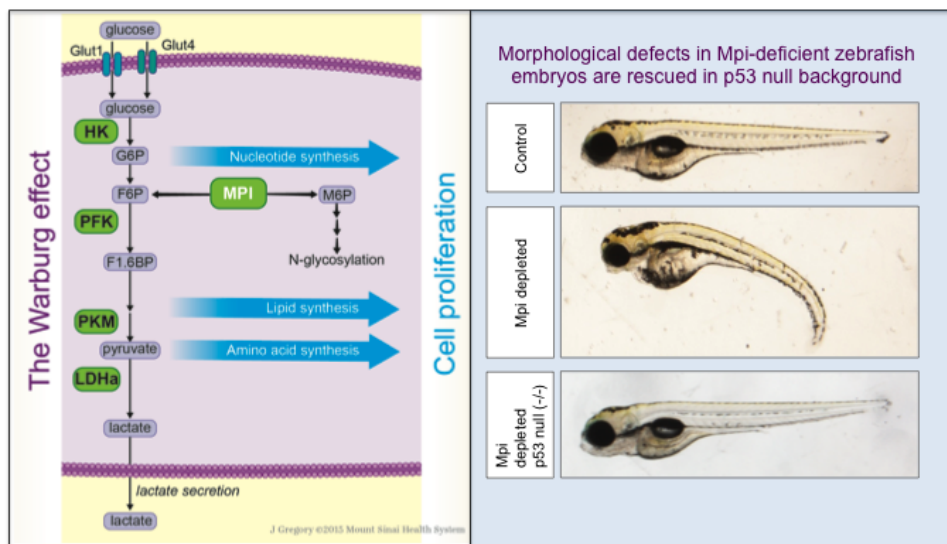 The Warburg effect
glucose
Glut1
Glut4
glucose
HK
G6P
Nucleotide synthesis
F6P
MPI
M6P
PFK
N-glycosylation
F1.6BP
Lipid synthesis
PKM
pyruvate
Amino acid synthesis
LDHa
lactate
lactate secretion
lactate
Cell proliferation
J Gregory ©2015 Mount Sinai Health System
Morphological defects in Mpi-deficient zebrafish
embryos are rescued in p53 null background
Control
Mpi depleted
Mpi
depleted
p53 null (-/-)